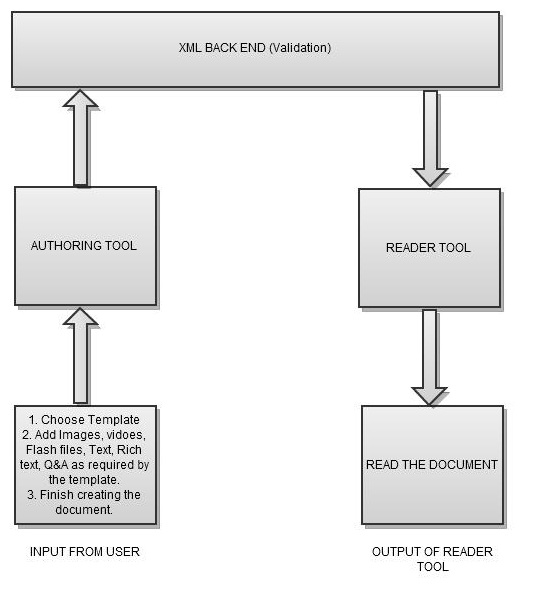 XML BACK END (Validation)
AUTHORING TOOL
READER TOOL
1. Choose Template
2. Add Images, vidoes,
Flash files, Text, Rich
text, Q&A as required by
the template.
3. Finish creating the
document.
READ THE DOCUMENT
INPUT FROM USER
OUTPUT OF READER
TOOL